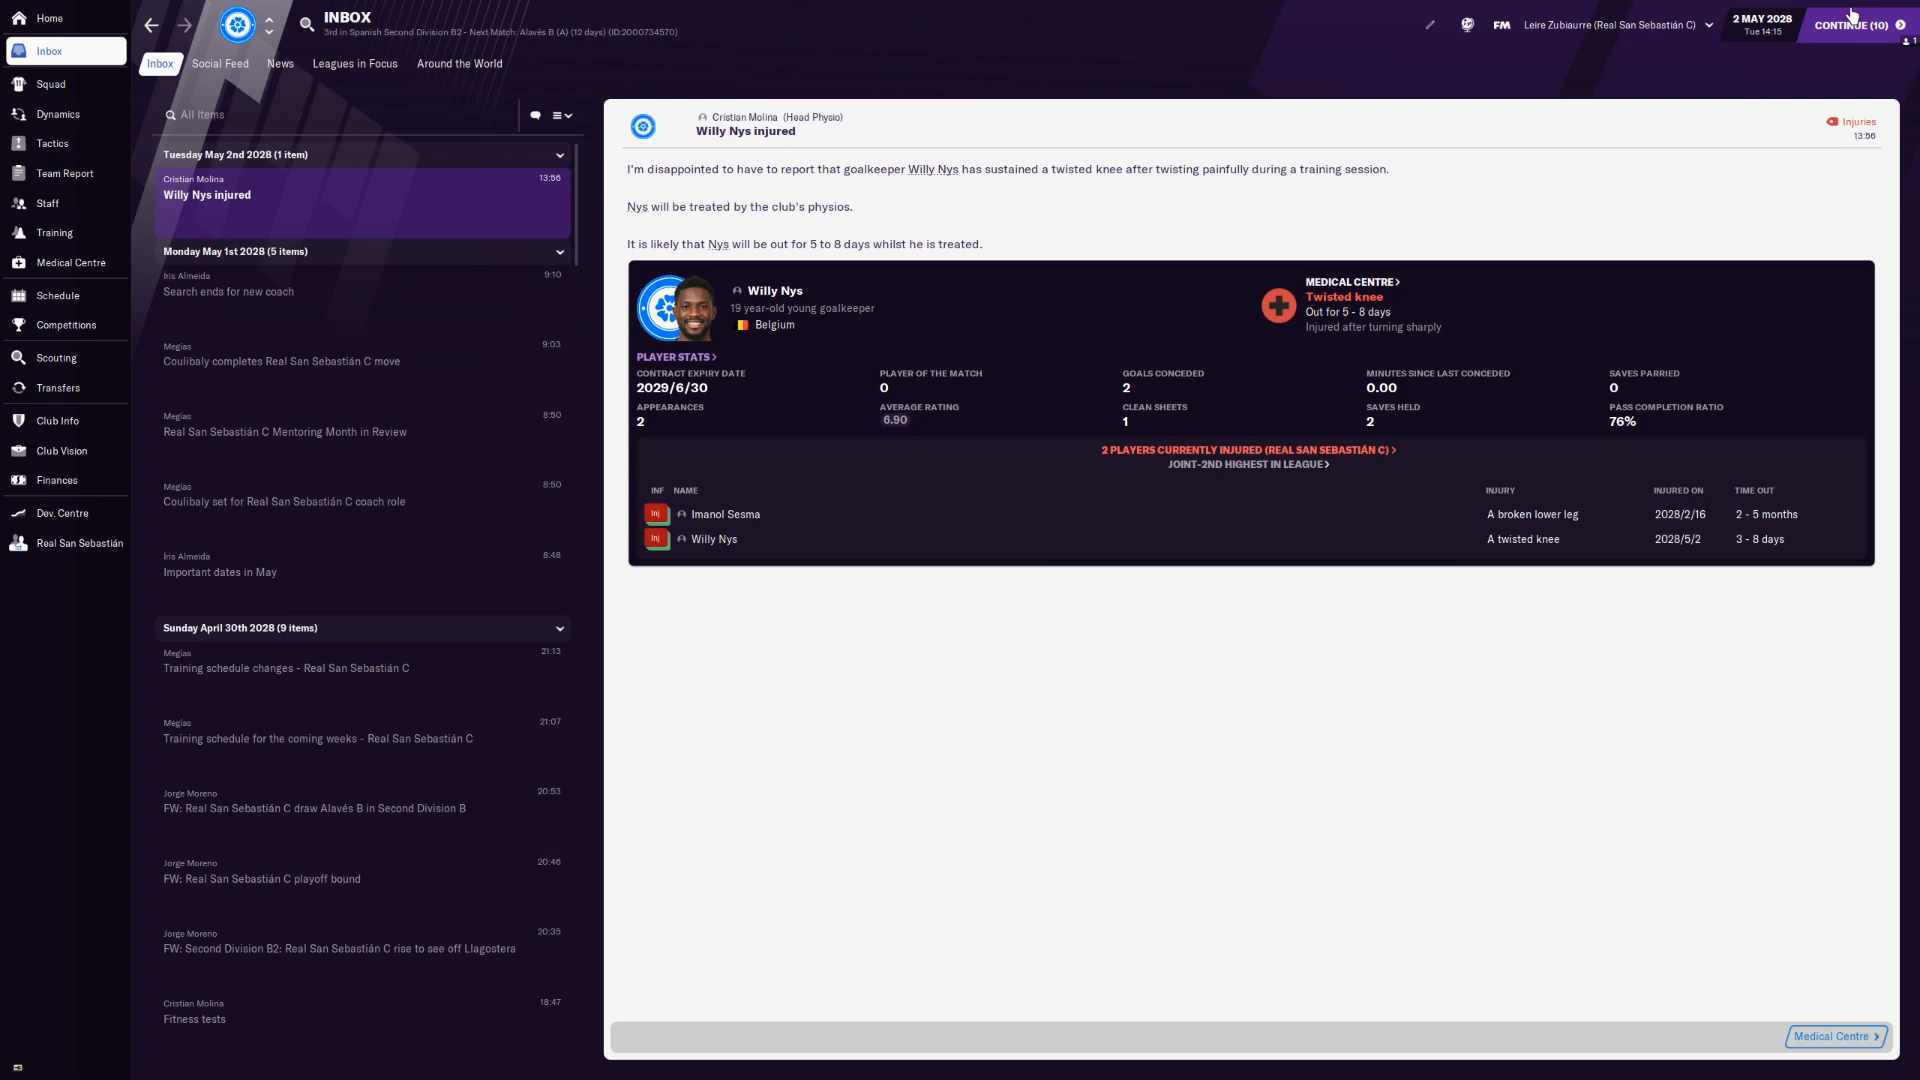 Home
Inbox
Squad
Dynamics
Tactics
Team Report
Staff
Training
Medical Centre
Schedule
Competitions
Scouting
Transfers
Club Info
Club Vision
Finances
Dev. Centre
Real San Sebastián
INBOX
3rd in Spanish Second Division B2 - Next Match: Alavés B (A) (12 days) (ID:2000734570)
FM
Leire Zubiaurre (Real San Sebastián C)
2 MAY 2028
Tue 14:15
CONTINUE (10)
1
Inbox
Social Feed
News
Leagues in Focus
Around the World
All Items
Tuesday May 2nd 2028 (1 item)
Cristian Molina
13:56
Willy Nys injured
Monday May 1st 2028 (5 items)
Iris Almeida
9:10
Search ends for new coach
Megías
9:03
Coulibaly completes Real San Sebastián C move
Megías
8:50
Real San Sebastián C Mentoring Month in Review
Megías
8:50
Coulibaly set for Real San Sebastián C coach role
Iris Almeida
8:48
Important dates in May
Sunday April 30th 2028 (9 items)
Megías
21:13
Training schedule changes - Real San Sebastián C
Megías
21:07
Training schedule for the coming weeks - Real San Sebastián C
Jorge Moreno
20:53
FW: Real San Sebastián C draw Alavés B in Second Division B
Jorge Moreno
20:46
FW: Real San Sebastián C playoff bound
Jorge Moreno
20:35
FW: Second Division B2: Real San Sebastián C rise to see off Llagostera
Cristian Molina
18:47
Fitness tests
Cristian Molina (Head Physio)
Willy Nys injured
Injuries
13:56
I'm disappointed to have to report that goalkeeper Willy Nys has sustained a twisted knee after twisting painfully during a training session.
Nys will be treated by the club's physios.
It is likely that Nys will be out for 5 to 8 days whilst he is treated.
Willy Nys
19 year-old young goalkeeper
Belgium
MEDICAL CENTRE >
Twisted knee
Out for 5 - 8 days
Injured after turning sharply
PLAYER STATS >
CONTRACT EXPIRY DATE
2029/6/30
PLAYER OF THE MATCH
0
GOALS CONCEDED
2
MINUTES SINCE LAST CONCEDED
0.00
SAVES PARRIED
0
APPEARANCES
2
AVERAGE RATING
6.90
CLEAN SHEETS
1
SAVES HELD
2
PASS COMPLETION RATIO
76%
2 PLAYERS CURRENTLY INJURED (REAL SAN SEBASTIÁN C) >
JOINT-2ND HIGHEST IN LEAGUE >
INF NAME INJURY INJURED ON TIME OUT
Inj Imanol Sesma A broken lower leg 2028/2/16 2 - 5 months
Inj Willy Nys A twisted knee 2028/5/2 3 - 8 days
Medical Centre >